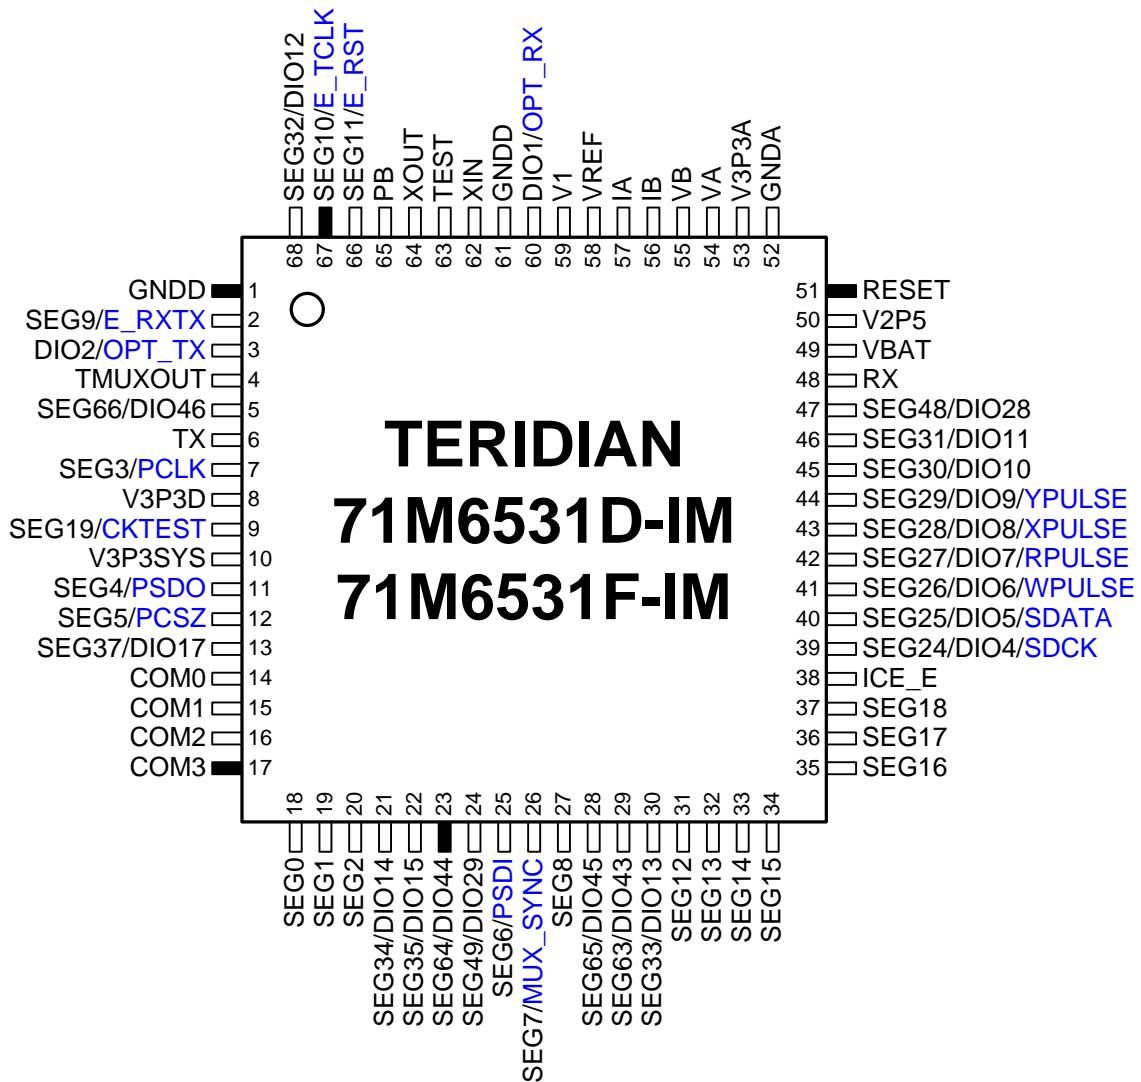 SEG32/DIO12
SEG10/E_TCLK
SEG11/E_RST
PB
XOUT
TEST
XIN
GNDD
DIO1/OPT_RX
V1
VREF
IA
IB
VB
VA
V3P3A
GNDA
68 67 66 65 64 63 62 61 60 59 58 57 56 55 54 53 52
GNDD 1
SEG9/E_RXTX 2
DIO2/OPT_TX 3
TMUXOUT 4
SEG66/DIO46 5
TX 6
SEG3/PCLK 7
V3P3D 8
SEG19/CKTEST 9
V3P3SYS 10
SEG4/PSDO 11
SEG5/PCSZ 12
SEG37/DIO17 13
COM0 14
COM1 15
COM2 16
COM3 17
TERIDIAN
71M6531D-IM
71M6531F-IM
51 RESET
50 V2P5
49 VBAT
48 RX
47 SEG48/DIO28
46 SEG31/DIO11
45 SEG30/DIO10
44 SEG29/DIO9/YPULSE
43 SEG28/DIO8/XPULSE
42 SEG27/DIO7/RPULSE
41 SEG26/DIO6/WPULSE
40 SEG25/DIO5/SDATA
39 SEG24/DIO4/SDCK
38 ICE_E
37 SEG18
36 SEG17
35 SEG16
18 19 20 21 22 23 24 25 26 27 28 29 30 31 32 33 34
SEG0
SEG1
SEG2
SEG34/DIO14
SEG35/DIO15
SEG64/DIO44
SEG49/DIO29
SEG6/PSDI
SEG7/MUX_SYNC
SEG8
SEG65/DIO45
SEG63/DIO43
SEG33/DIO13
SEG12
SEG13
SEG14
SEG15